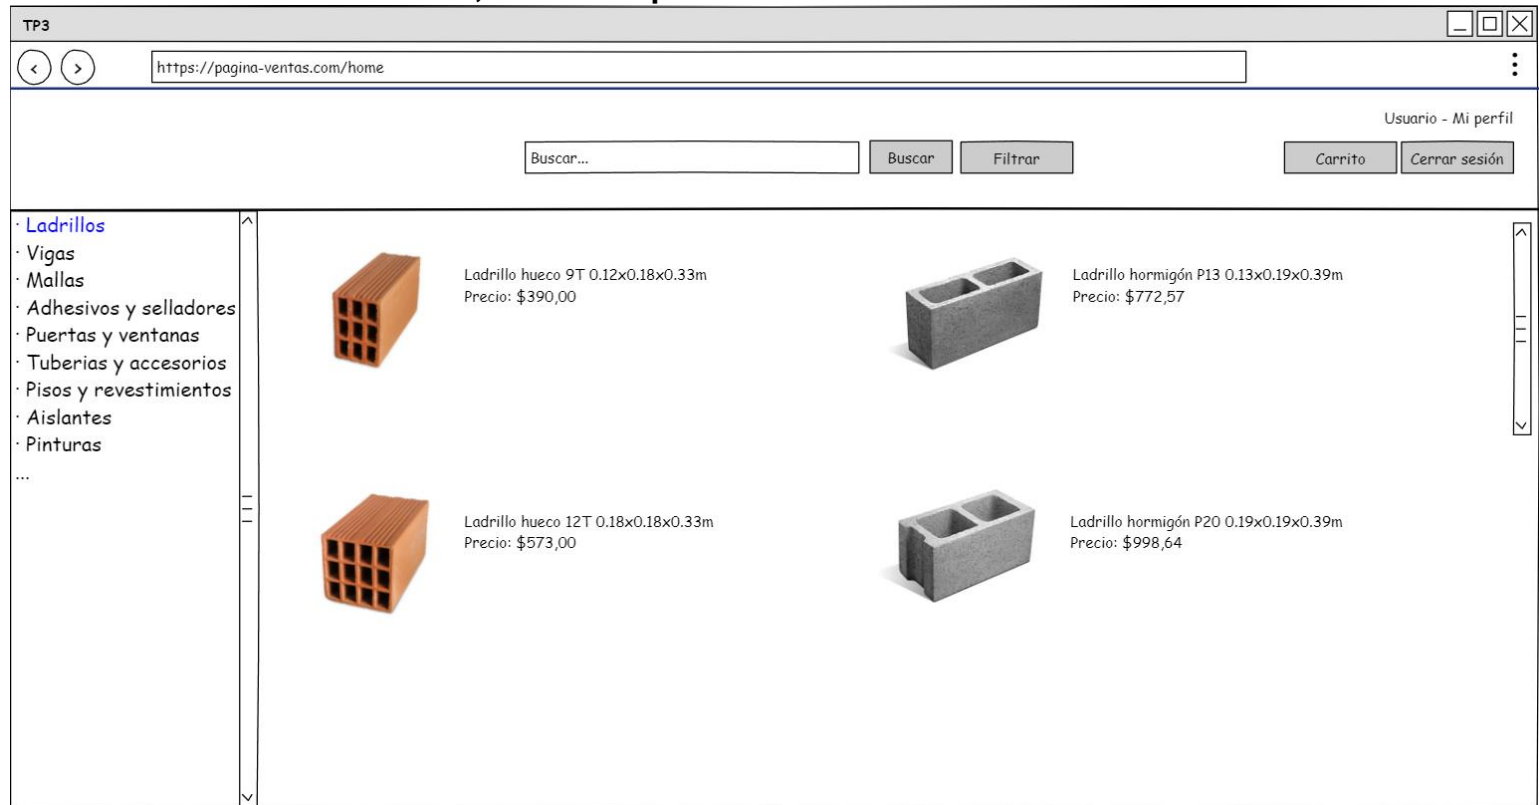 TP3
https://pagina-ventas.com/home
Usuario - Mi perfil
Buscar...
Buscar
Filtrar
Carrito
Cerrar sesión
· Ladrillos
· Vigas
· Mallas
· Adhesivos y selladores
· Puertas y ventanas
· Tuberias y accesorios
· Pisos y revestimientos
· Aislantes
· Pinturas
...
Ladrillo hueco 9T 0.12x0.18x0.33m
Precio: $390,00
Ladrillo hormigón P13 0.13x0.19x0.39m
Precio: $772,57
Ladrillo hueco 12T 0.18x0.18x0.33m
Precio: $573,00
Ladrillo hormigón P20 0.19x0.19x0.39m
Precio: $998,64